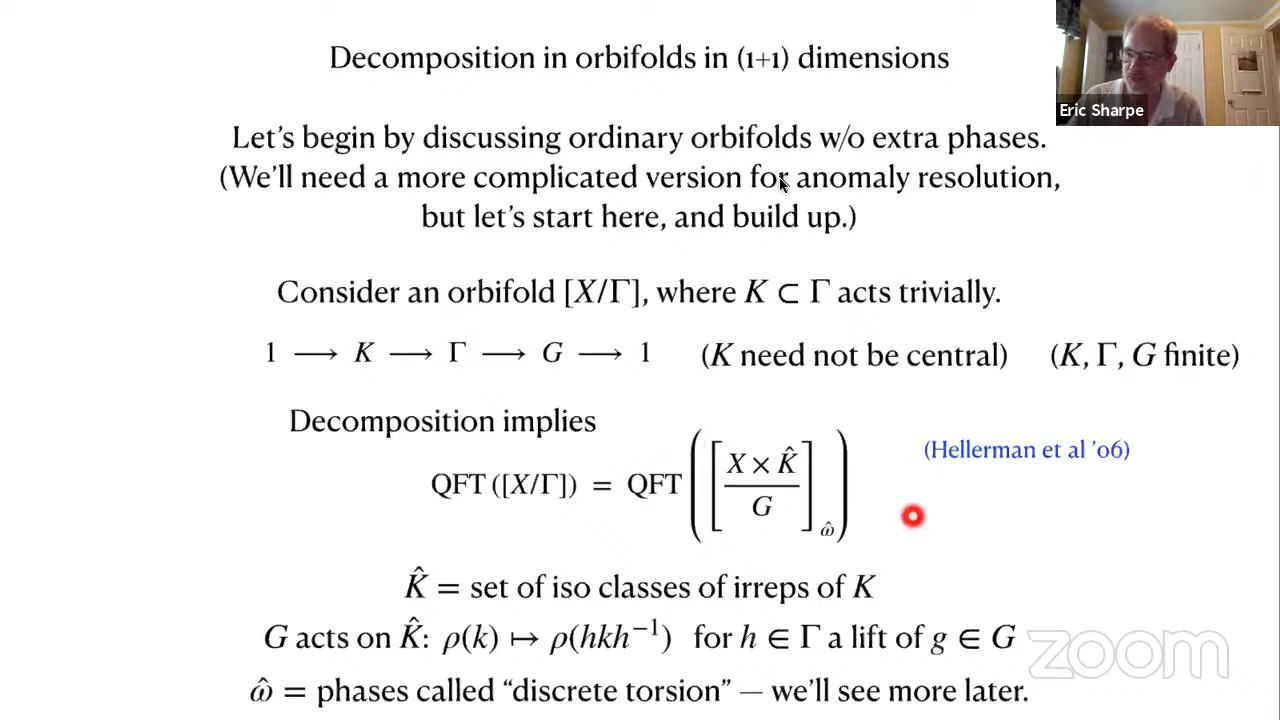 Decomposition in orbifolds in (1+1) dimensions
Eric Sharpe
Let's begin by discussing ordinary orbifolds w/o extra phases.
(We'll need a more complicated version for anomaly resolution,
but let's start here, and build up.)
Consider an orbifold [X/Γ], where K ⊂ Γ acts trivially.
1 ⟶ K ⟶ Γ ⟶ G ⟶ 1 (K need not be central) (K, Γ, G finite)
Decomposition implies
(Hellerman et al '06)
QFT ([X/Γ]) = QFT ([X × K̂ / G]_ω̂)
K̂ = set of iso classes of irreps of K
G acts on K̂: ρ(k) ↦ ρ(hkh⁻¹) for h ∈ Γ a lift of g ∈ G
ω̂ = phases called “discrete torsion” — we'll see more later.
zoom